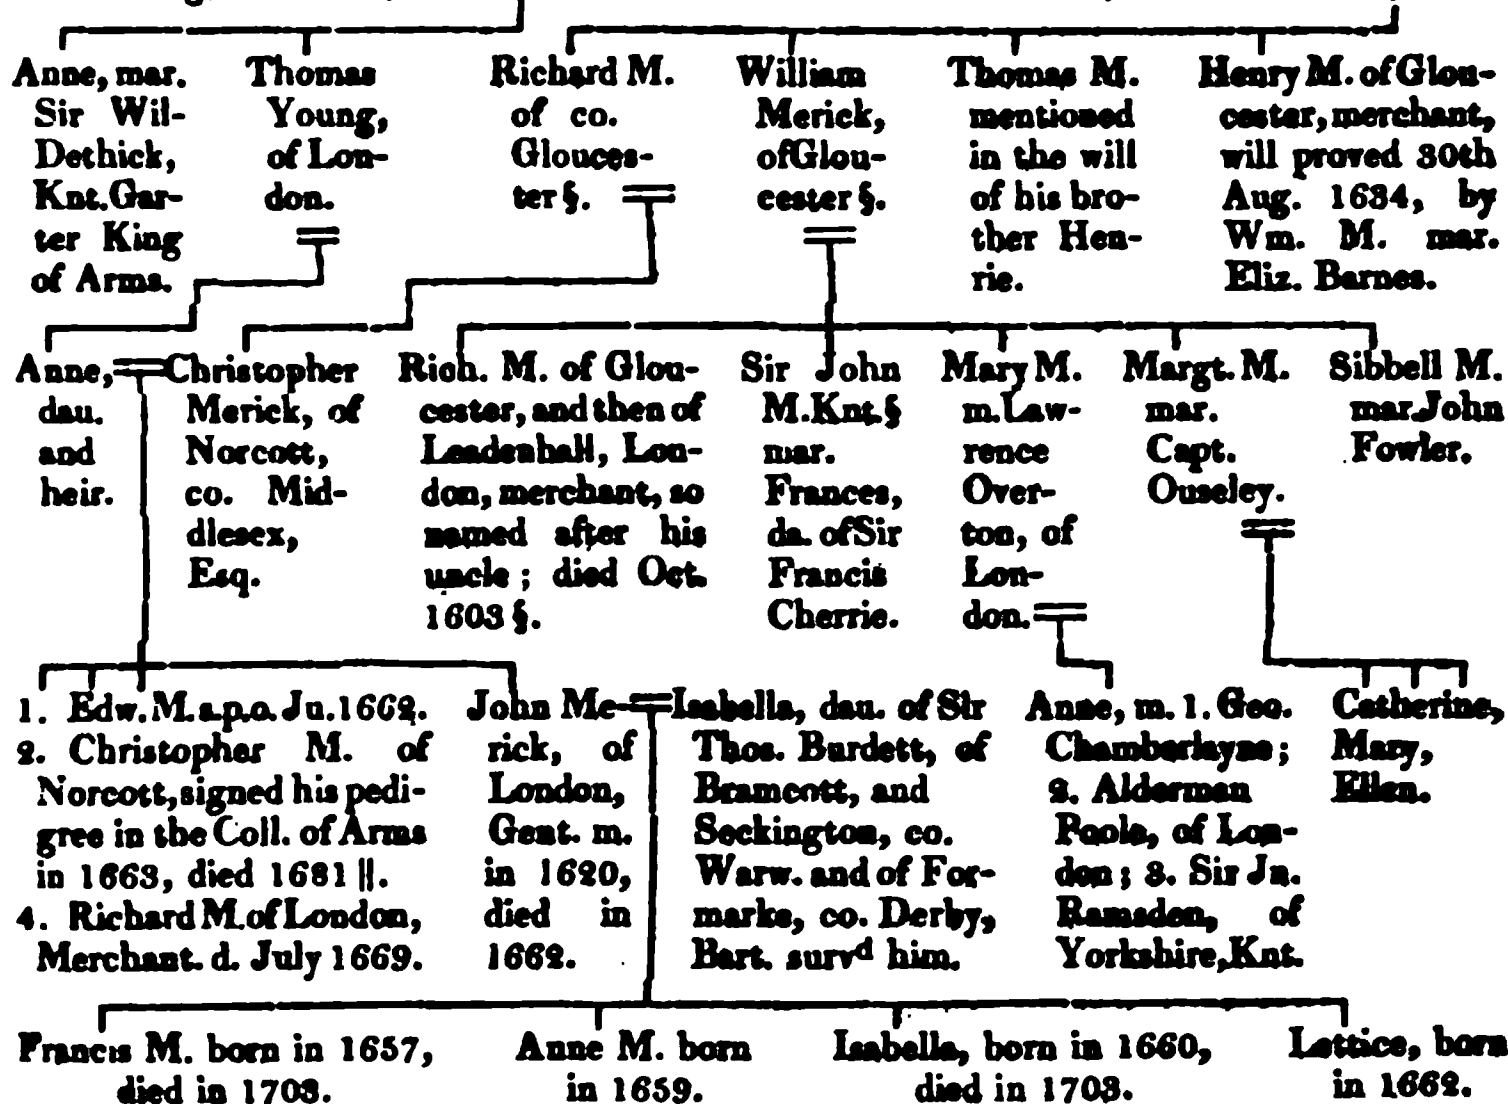 Anne, mar.
Sir Wil-
Dethick,
Knt. Gar-
ter King
of Arms.
Thomas
Young,
of Lon-
don.
Richard M.
of co.
Glouces-
ter §.
William
Merick,
of Glou-
cester §.
Thomas M.
mentioned
in the will
of his bro-
ther Hen-
rie.
Henry M. of Glou-
cester, merchant,
will proved 30th
Aug. 1634, by
Wm. M. mar.
Eliz. Barnes.
Anne,
dau.
and
heir.
Christopher
Merick, of
Norcott,
co. Mid-
dlesex,
Esq.
Rich. M. of Glou-
cester, and then of
Leadenhall, Lon-
don, merchant, so
named after his
uncle; died Oct.
1603 §.
Sir John
M. Knt. §
mar.
Frances,
da. of Sir
Francis
Cherrie.
Mary M.
m. Law-
rence
Over-
ton, of
Lon-
don.
Margt. M.
mar.
Capt.
Ouseley.
Sibbell M.
mar. John
Fowler.
1. Edw. M. s.p.o. Ju. 1662.
2. Christopher M. of
Norcott, signed his pedi-
gree in the Coll. of Arms
in 1663, died 1681 ||.
4. Richard M. of London,
Merchant. d. July 1669.
John Me-
rick, of
London,
Gent. m.
in 1620,
died in
1662.
Isabella, dau. of Sir
Thos. Burdett, of
Bramcott, and
Seckington, co.
Warw. and of For-
marke, co. Derby,
Bart. survd him.
Anne, m. 1. Geo.
Chamberlayne;
2. Alderman
Poole, of Lon-
don; 3. Sir Jn.
Ramsden, of
Yorkshire, Knt.
Catherine,
Mary,
Ellen.
Francis M. born in 1657,
died in 1703.
Anne M. born
in 1659.
Isabella, born in 1660,
died in 1703.
Lettice, born
in 1662.